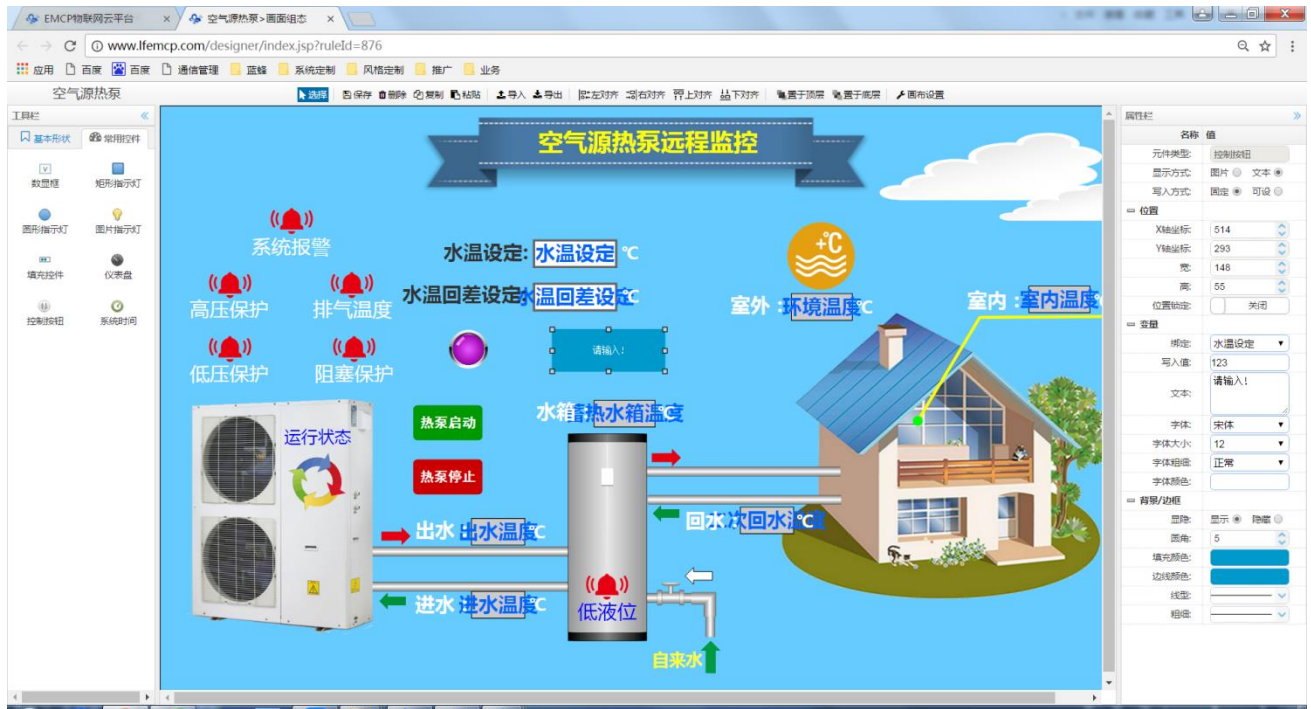 EMCP物联网云平台
空气源热泵>画面组态
www.lfemcp.com/designer/index.jsp?ruleId=876
应用 百度 百度 通信管理 蓝蜂 系统定制 风格定制 推广 业务
空气源热泵
选择 保存 删除 复制 粘贴 导入 导出 左对齐 右对齐 上对齐 下对齐 置于顶层 置于底层 画布设置
工具栏
基本形状 常用控件
数显框 矩形指示灯
圆形指示灯 图片指示灯
填充控件 仪表盘
控制按钮 系统时间
空气源热泵远程监控
系统报警
高压保护 排气温度
低压保护 阻塞保护
水温设定: 水温设定 ℃
水温回差设定 水温回差设定
请输入!
+℃
室外:环境温度℃
室内:室内温度
运行状态
热泵启动
热泵停止
水箱 蓄热水箱温度
出水 出水温度℃
回水 次回水温度 ℃
进水 进水温度℃
低液位
自来水
属性栏
名称 值
元件类型: 控制按钮
显示方式: 图片 文本
写入方式: 固定 可设
位置
X轴坐标: 514
Y轴坐标: 293
宽: 148
高: 55
位置锁定: 关闭
变量
绑定: 水温设定
写入值: 123
文本: 请输入!
字体: 宋体
字体大小: 12
字体粗细: 正常
字体颜色:
背景/边框
显隐: 显示 隐藏
圆角: 5
填充颜色:
边线颜色:
线型:
粗细: